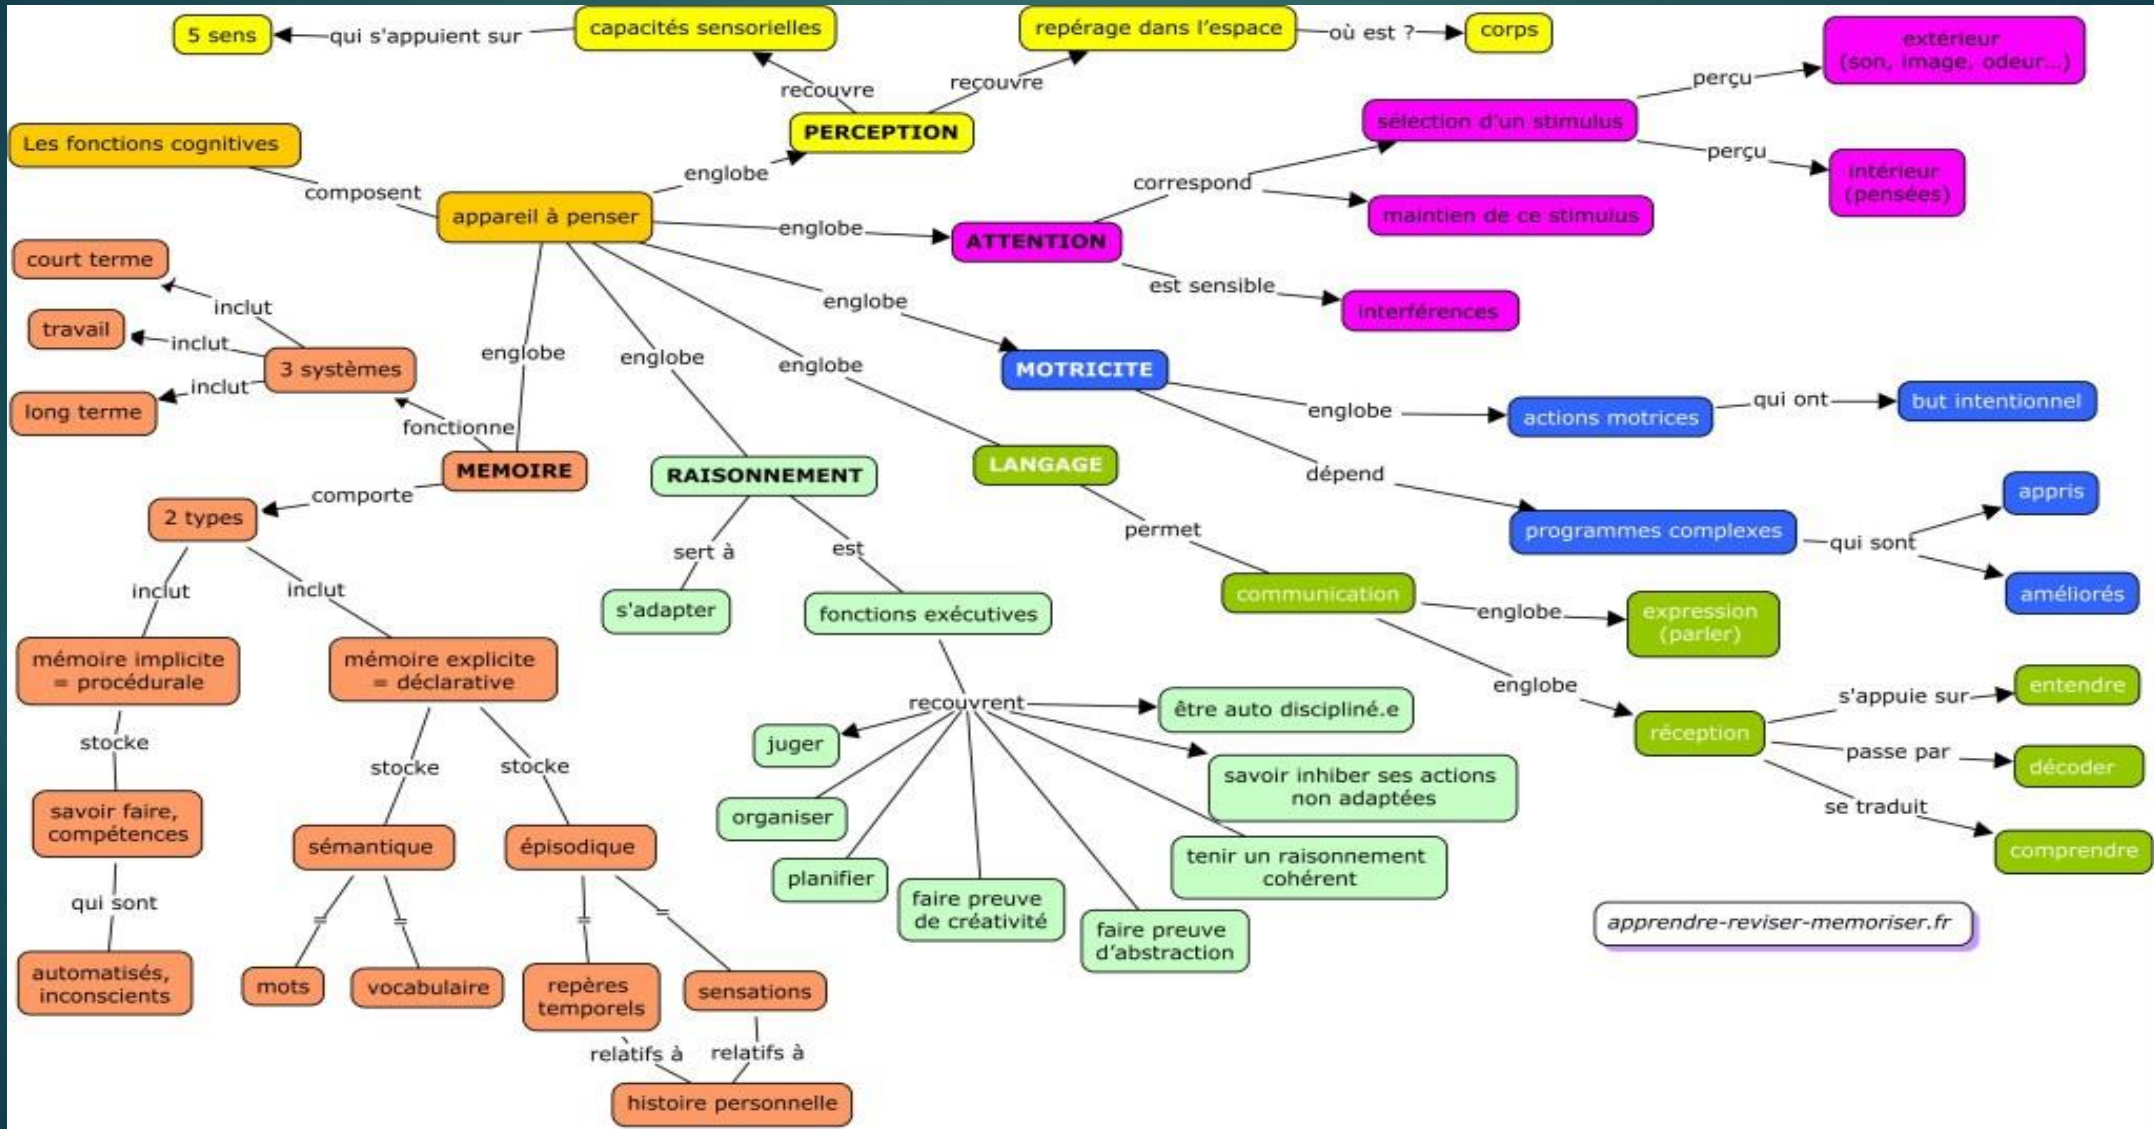 5 sens
qui s'appuient sur
capacités sensorielles
repérage dans l'espace
où est ?
corps
extérieur
(son, image, odeur...)
perçu
recouvre
recouvre
sélection d'un stimulus
PERCEPTION
Les fonctions cognitives
perçu
intérieur
(pensées)
englobe
correspond
composent
appareil à penser
maintien de ce stimulus
englobe
ATTENTION
court terme
est sensible
interférences
inclut
englobe
travail
inclut
englobe
englobe
englobe
3 systèmes
MOTRICITE
inclut
long terme
englobe
actions motrices
qui ont
but intentionnel
fonctionne
MEMOIRE
RAISONNEMENT
LANGAGE
dépend
comporte
appris
2 types
permet
programmes complexes
qui sont
sert à
est
inclut
inclut
communication
améliorés
s'adapter
fonctions exécutives
englobe
expression
(parler)
mémoire implicite
= procédurale
mémoire explicite
= déclarative
englobe
s'appuie sur
entendre
recouvrent
être auto discipliné.e
réception
stocke
juger
passe par
décoder
stocke
stocke
savoir inhiber ses actions
non adaptées
savoir faire,
compétences
organiser
se traduit
sémantique
épisodique
tenir un raisonnement
cohérent
comprendre
planifier
qui sont
=
=
=
=
faire preuve
de créativité
faire preuve
d'abstraction
apprendre-reviser-memoriser.fr
automatisés,
inconscients
mots
vocabulaire
repères
temporels
sensations
relatifs à
relatifs à
histoire personnelle